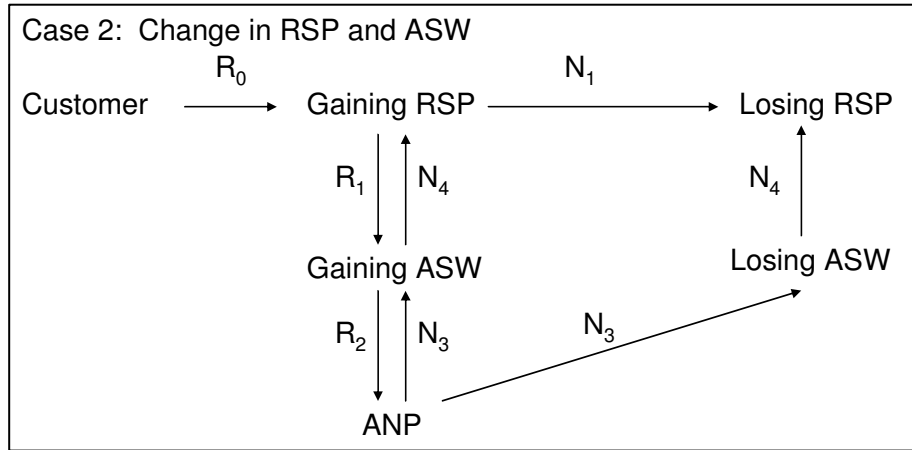 Case 2: Change in RSP and ASW
R0 N1
Customer Gaining RSP Losing RSP
R1 N4 N4
Gaining ASW Losing ASW
R2 N3 N3
ANP